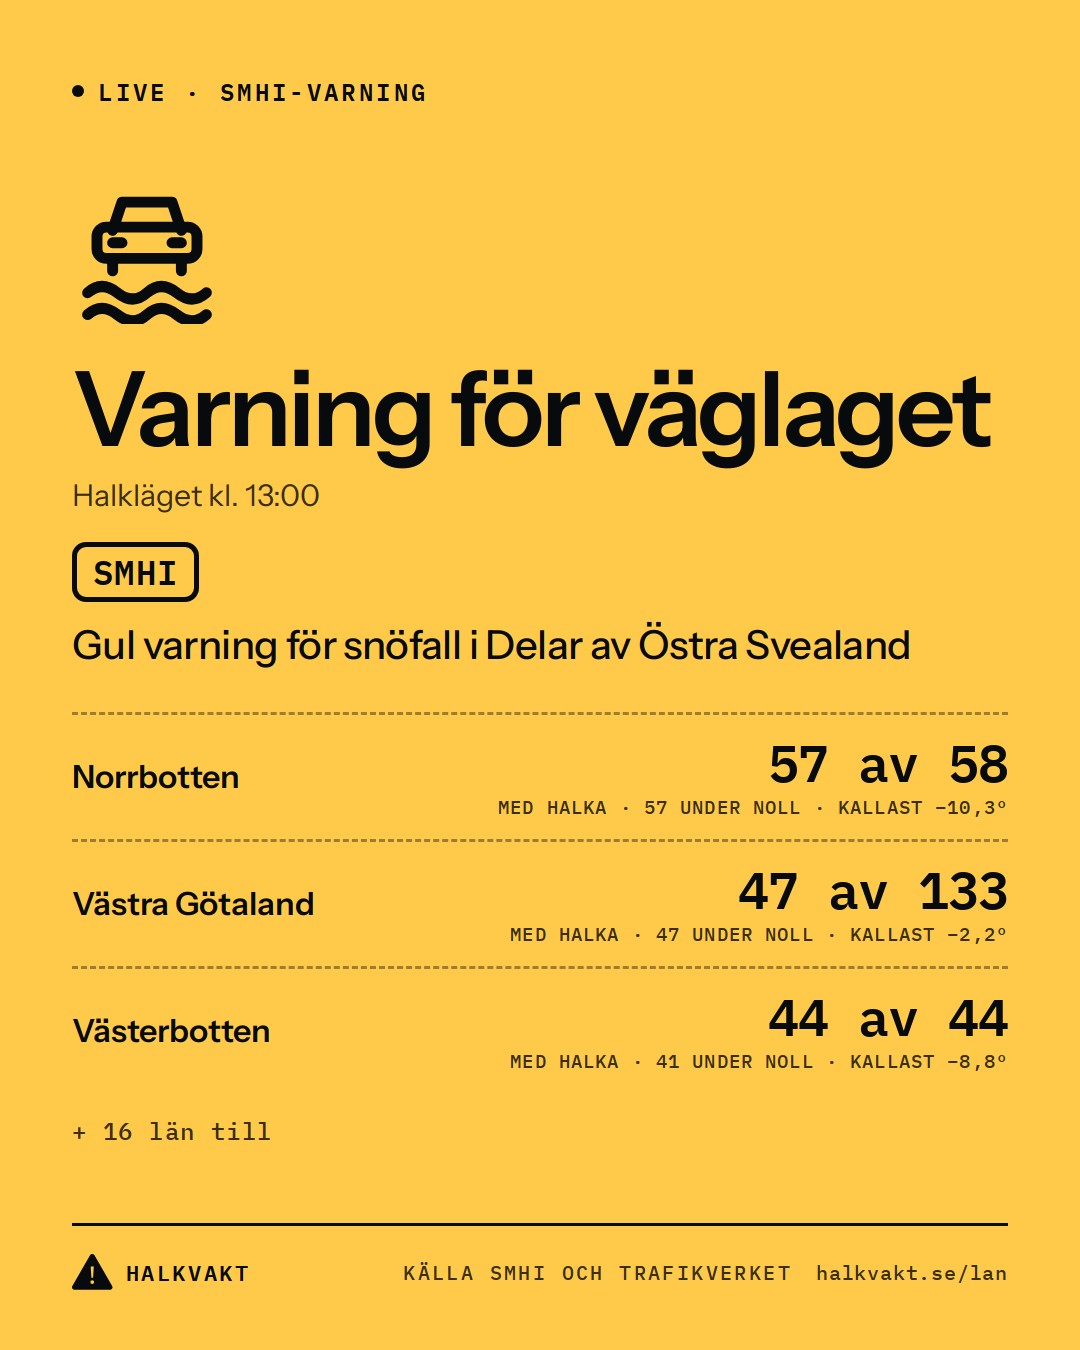 LIVE · SMHI-VARNING
Varning för väglaget
Halkläget kl. 13:00
SMHI
Gul varning för snöfall i Delar av Östra Svealand
Norrbotten
57 av 58
MED HALKA · 57 UNDER NOLL · KALLAST −10,3°
Västra Götaland
47 av 133
MED HALKA · 47 UNDER NOLL · KALLAST −2,2°
Västerbotten
44 av 44
MED HALKA · 41 UNDER NOLL · KALLAST −8,8°
+ 16 län till
HALKVAKT
KÄLLA SMHI OCH TRAFIKVERKET halkvakt.se/lan